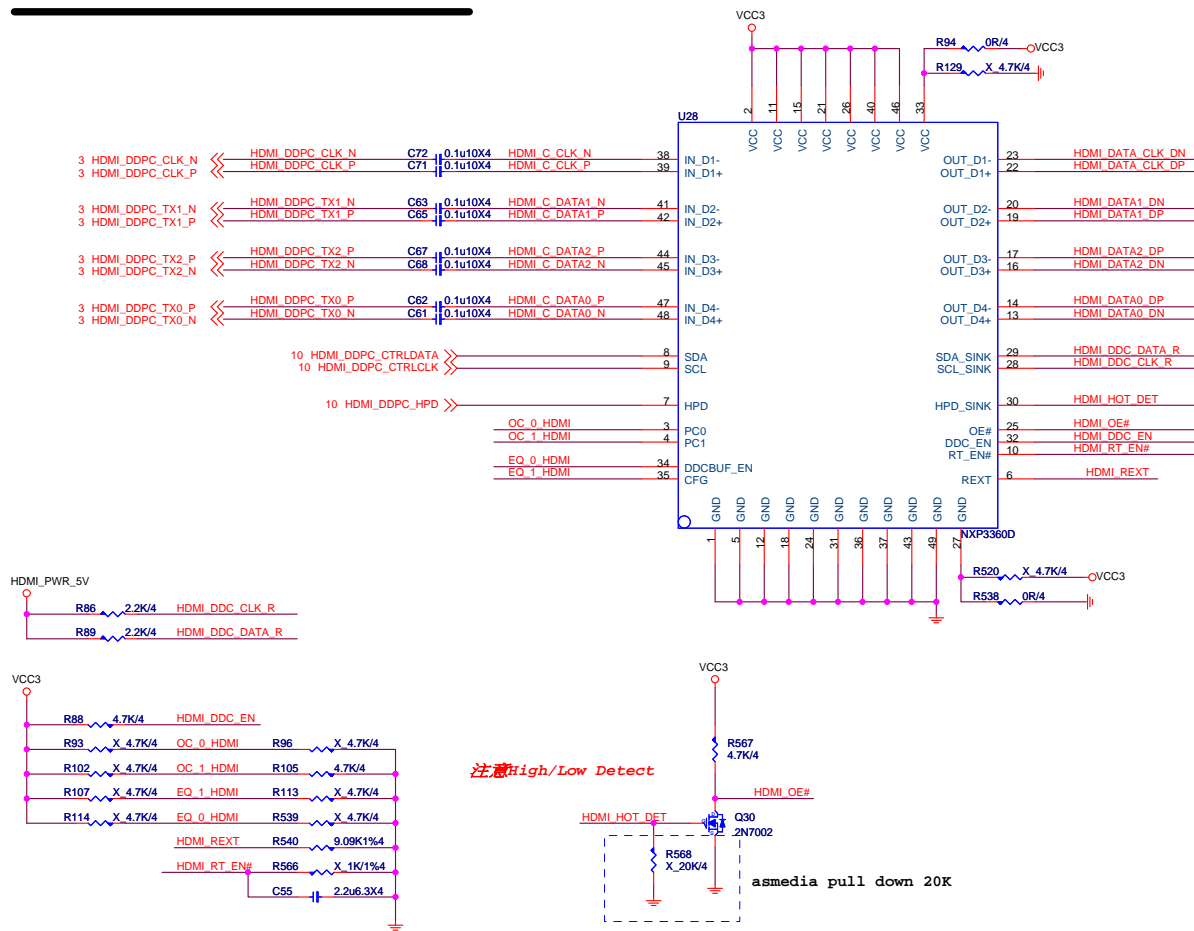 VCC3
R94 0R/4 VCC3
R129 X_4.7K/4
U28
2 11 15 21 26 40 46 33
VCC VCC VCC VCC VCC VCC VCC VCC
3 HDMI_DDPC_CLK_N HDMI_DDPC_CLK_N C72 0.1u10X4 HDMI_C_CLK_N 38 IN_D1- OUT_D1- 23 HDMI_DATA_CLK_DN
3 HDMI_DDPC_CLK_P HDMI_DDPC_CLK_P C71 0.1u10X4 HDMI_C_CLK_P 39 IN_D1+ OUT_D1+ 22 HDMI_DATA_CLK_DP
3 HDMI_DDPC_TX1_N HDMI_DDPC_TX1_N C63 0.1u10X4 HDMI_C_DATA1_N 41 IN_D2- OUT_D2- 20 HDMI_DATA1_DN
3 HDMI_DDPC_TX1_P HDMI_DDPC_TX1_P C65 0.1u10X4 HDMI_C_DATA1_P 42 IN_D2+ OUT_D2+ 19 HDMI_DATA1_DP
3 HDMI_DDPC_TX2_P HDMI_DDPC_TX2_P C67 0.1u10X4 HDMI_C_DATA2_P 44 IN_D3- OUT_D3- 17 HDMI_DATA2_DP
3 HDMI_DDPC_TX2_N HDMI_DDPC_TX2_N C68 0.1u10X4 HDMI_C_DATA2_N 45 IN_D3+ OUT_D3+ 16 HDMI_DATA2_DN
3 HDMI_DDPC_TX0_P HDMI_DDPC_TX0_P C62 0.1u10X4 HDMI_C_DATA0_P 47 IN_D4- OUT_D4- 14 HDMI_DATA0_DP
3 HDMI_DDPC_TX0_N HDMI_DDPC_TX0_N C61 0.1u10X4 HDMI_C_DATA0_N 48 IN_D4+ OUT_D4+ 13 HDMI_DATA0_DN
10 HDMI_DDPC_CTRLDATA 8 SDA SDA_SINK 29 HDMI_DDC_DATA_R
10 HDMI_DDPC_CTRLCLK 9 SCL SCL_SINK 28 HDMI_DDC_CLK_R
10 HDMI_DDPC_HPD 7 HPD HPD_SINK 30 HDMI_HOT_DET
OC_0_HDMI 3 PC0 OE# 25 HDMI_OE#
OC_1_HDMI 4 PC1 DDC_EN 32 HDMI_DDC_EN
RT_EN# 10 HDMI_RT_EN#
EQ_0_HDMI 34 DDCBUF_EN
EQ_1_HDMI 35 CFG REXT 6 HDMI_REXT
GND GND GND GND GND GND GND GND GND GND GND
NXP3360D
1 5 12 18 24 31 36 37 43 49 27
R520 X_4.7K/4 VCC3
R538 0R/4
HDMI_PWR_5V
R86 2.2K/4 HDMI_DDC_CLK_R
R89 2.2K/4 HDMI_DDC_DATA_R
VCC3
R88 4.7K/4 HDMI_DDC_EN
R93 X_4.7K/4 OC_0_HDMI R96 X_4.7K/4
R102 X_4.7K/4 OC_1_HDMI R105 4.7K/4
R107 X_4.7K/4 EQ_1_HDMI R113 X_4.7K/4
R114 X_4.7K/4 EQ_0_HDMI R539 X_4.7K/4
HDMI_REXT R540 9.09K1%4
HDMI_RT_EN# R566 X_1K/1%4
C55 2.2u6.3X4
注意High/Low Detect
VCC3
R567
4.7K/4
HDMI_OE#
HDMI_HOT_DET Q30
2N7002
R568
X_20K/4
asmedia pull down 20K